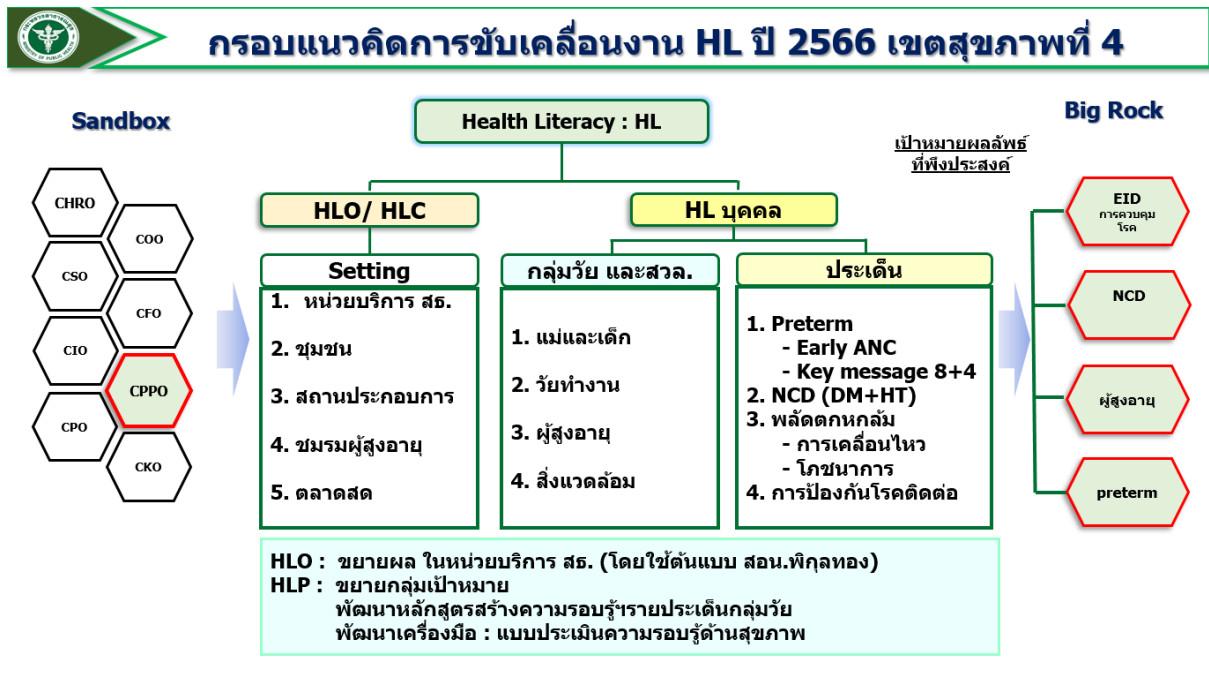 กรอบแนวคิดการขับเคลื่อนงาน HL ปี 2566 เขตสุขภาพที่ 4
Sandbox
CHRO
COO
CSO
CFO
CIO
CPPO
CPO
CKO
Health Literacy : HL
HLO/ HLC
HL บุคคล
Setting
1. หน่วยบริการ สธ.
2. ชุมชน
3. สถานประกอบการ
4. ชมรมผู้สูงอายุ
5. ตลาดสด
กลุ่มวัย และสวล.
1. แม่และเด็ก
2. วัยทำงาน
3. ผู้สูงอายุ
4. สิ่งแวดล้อม
ประเด็น
1. Preterm
- Early ANC
- Key message 8+4
2. NCD (DM+HT)
3. พลัดตกหกล้ม
- การเคลื่อนไหว
- โภชนาการ
4. การป้องกันโรคติดต่อ
Big Rock
เป้าหมายผลลัพธ์
ที่พึงประสงค์
EID
การควบคุม
โรค
NCD
ผู้สูงอายุ
preterm
HLO : ขยายผล ในหน่วยบริการ สธ. (โดยใช้ต้นแบบ สอน.พิกุลทอง)
HLP : ขยายกลุ่มเป้าหมาย
พัฒนาหลักสูตรสร้างความรอบรู้ฯรายประเด็นกลุ่มวัย
พัฒนาเครื่องมือ : แบบประเมินความรอบรู้ด้านสุขภาพ